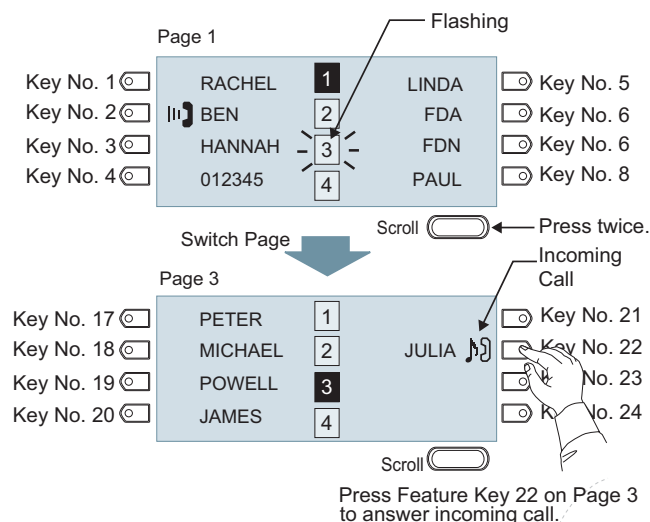 Flashing
Page 1
Key No. 1 RACHEL 1 LINDA Key No. 5
Key No. 2 BEN 2 FDA Key No. 6
Key No. 3 HANNAH 3 FDN Key No. 6
Key No. 4 012345 4 PAUL Key No. 8
Scroll Press twice.
Switch Page
Incoming
Call
Page 3
Key No. 17 PETER 1 Key No. 21
Key No. 18 MICHAEL 2 JULIA Key No. 22
Key No. 19 POWELL 3 Key No. 23
Key No. 20 JAMES 4 Key No. 24
Scroll
Press Feature Key 22 on Page 3
to answer incoming call.